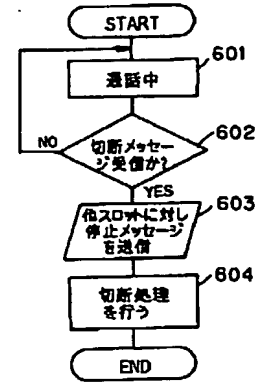 START
601
通話中
602
切断メッセー
ジ受信か?
NO
YES
603
他スロットに対し
停止メッセージ
を送信
604
切断処理
を行う
END